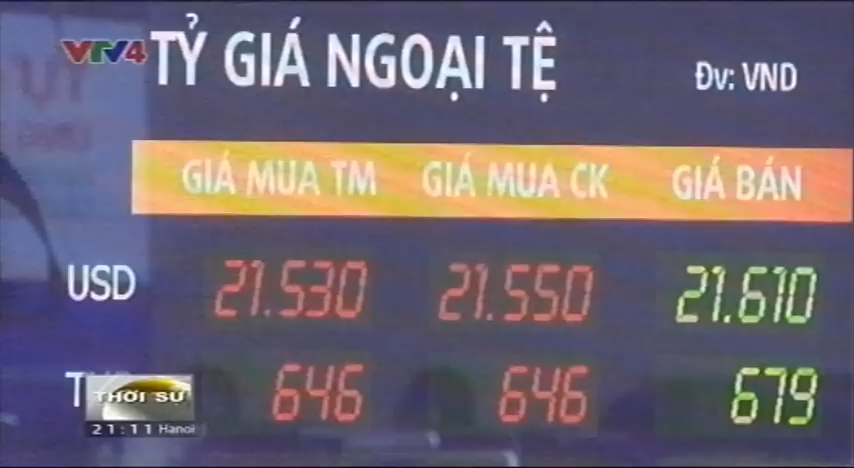 VTV4
TỶ GIÁ NGOẠI TỆ
Đv: VND
GIÁ MUA TM GIÁ MUA CK GIÁ BÁN
USD 21.530 21.550 21.610
646 646 679
THỜI SỰ
21:11 Hanoi